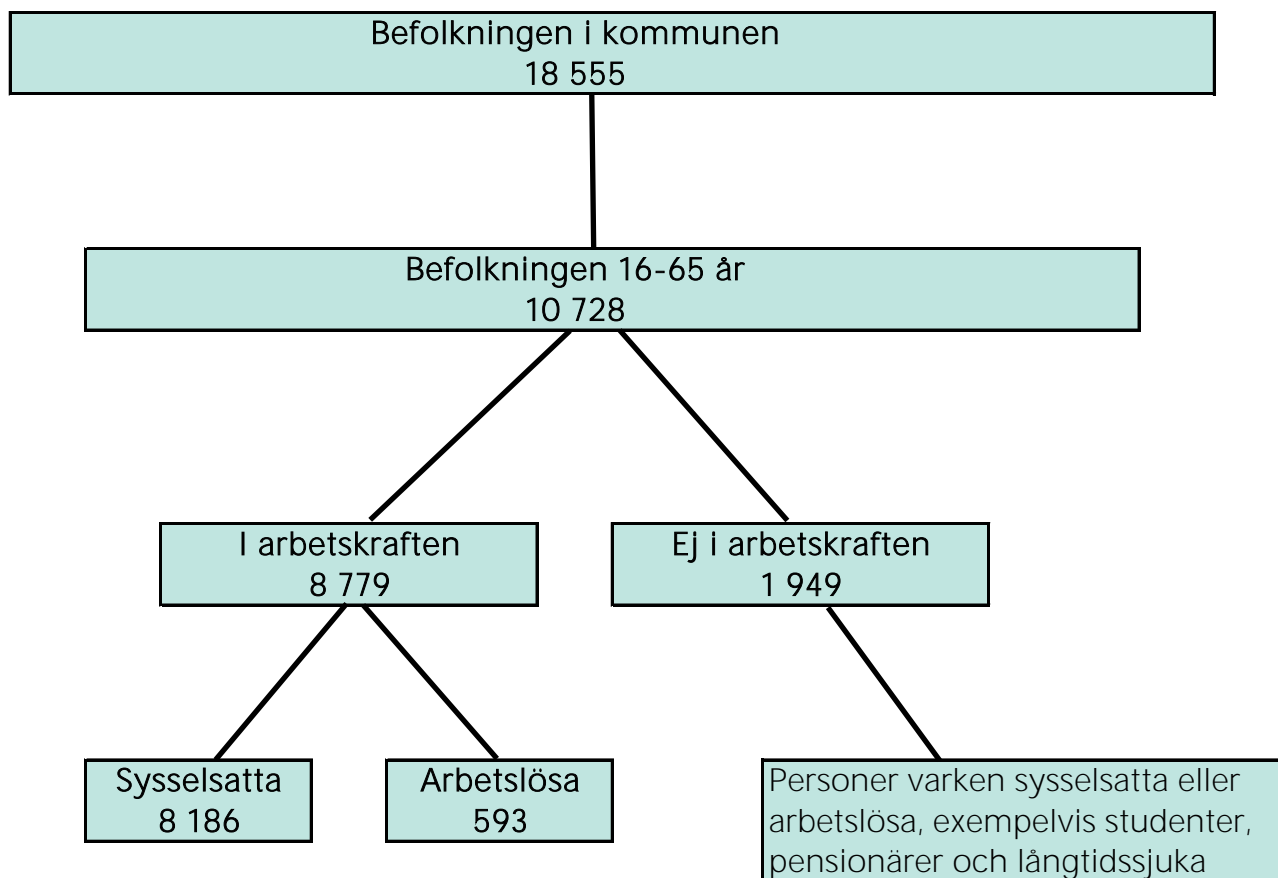 Befolkningen i kommunen
18 555
Befolkningen 16-65 år
10 728
I arbetskraften
8 779
Ej i arbetskraften
1 949
Sysselsatta
8 186
Arbetslösa
593
Personer varken sysselsatta eller
arbetslösa, exempelvis studenter,
pensionärer och långtidssjuka